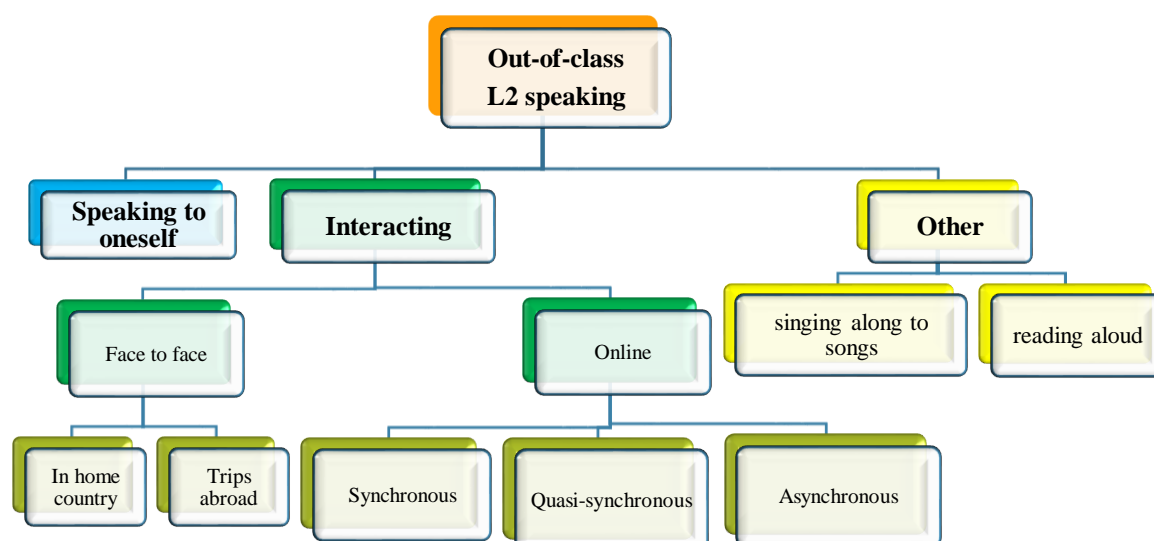 Out-of-class
L2 speaking
Speaking to
oneself
Interacting
Other
Face to face
Online
singing along to
songs
reading aloud
In home
country
Trips
abroad
Synchronous
Quasi-synchronous
Asynchronous